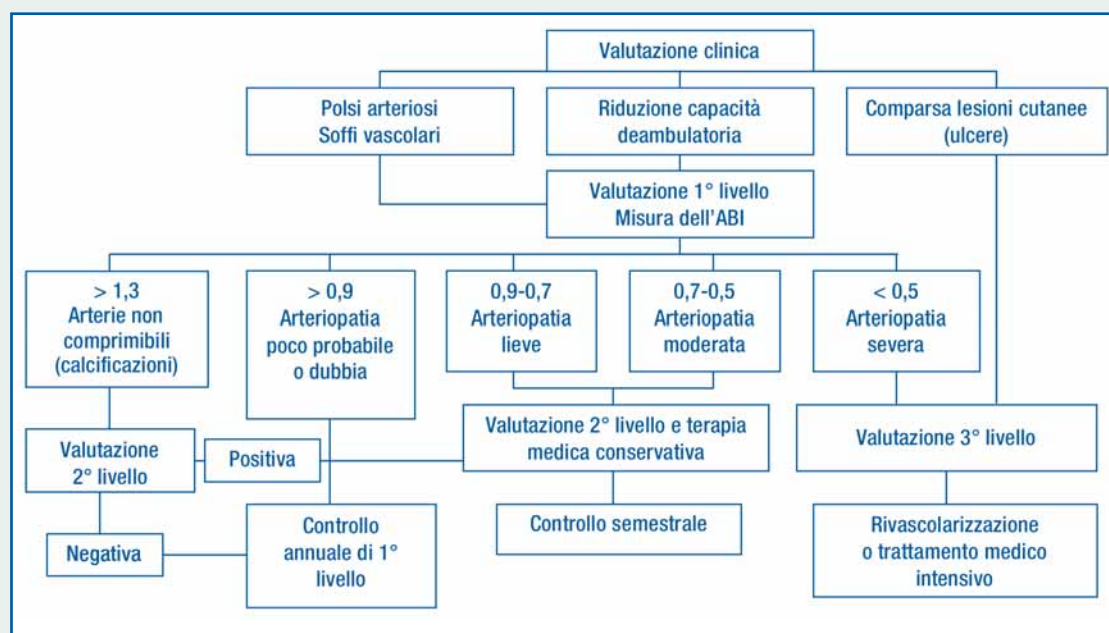 Valutazione clinica
Polsi arteriosi
Soffi vascolari
Riduzione capacità
deambulatoria
Comparsa lesioni cutanee
(ulcere)
Valutazione 1° livello
Misura dell'ABI
> 1,3
Arterie non
comprimibili
(calcificazioni)
> 0,9
Arteriopatia
poco probabile
o dubbia
0,9-0,7
Arteriopatia
lieve
0,7-0,5
Arteriopatia
moderata
< 0,5
Arteriopatia
severa
Valutazione
2° livello
Positiva
Valutazione 2° livello e terapia
medica conservativa
Valutazione 3° livello
Negativa
Controllo
annuale di 1°
livello
Controllo semestrale
Rivascolarizzazione
o trattamento medico
intensivo